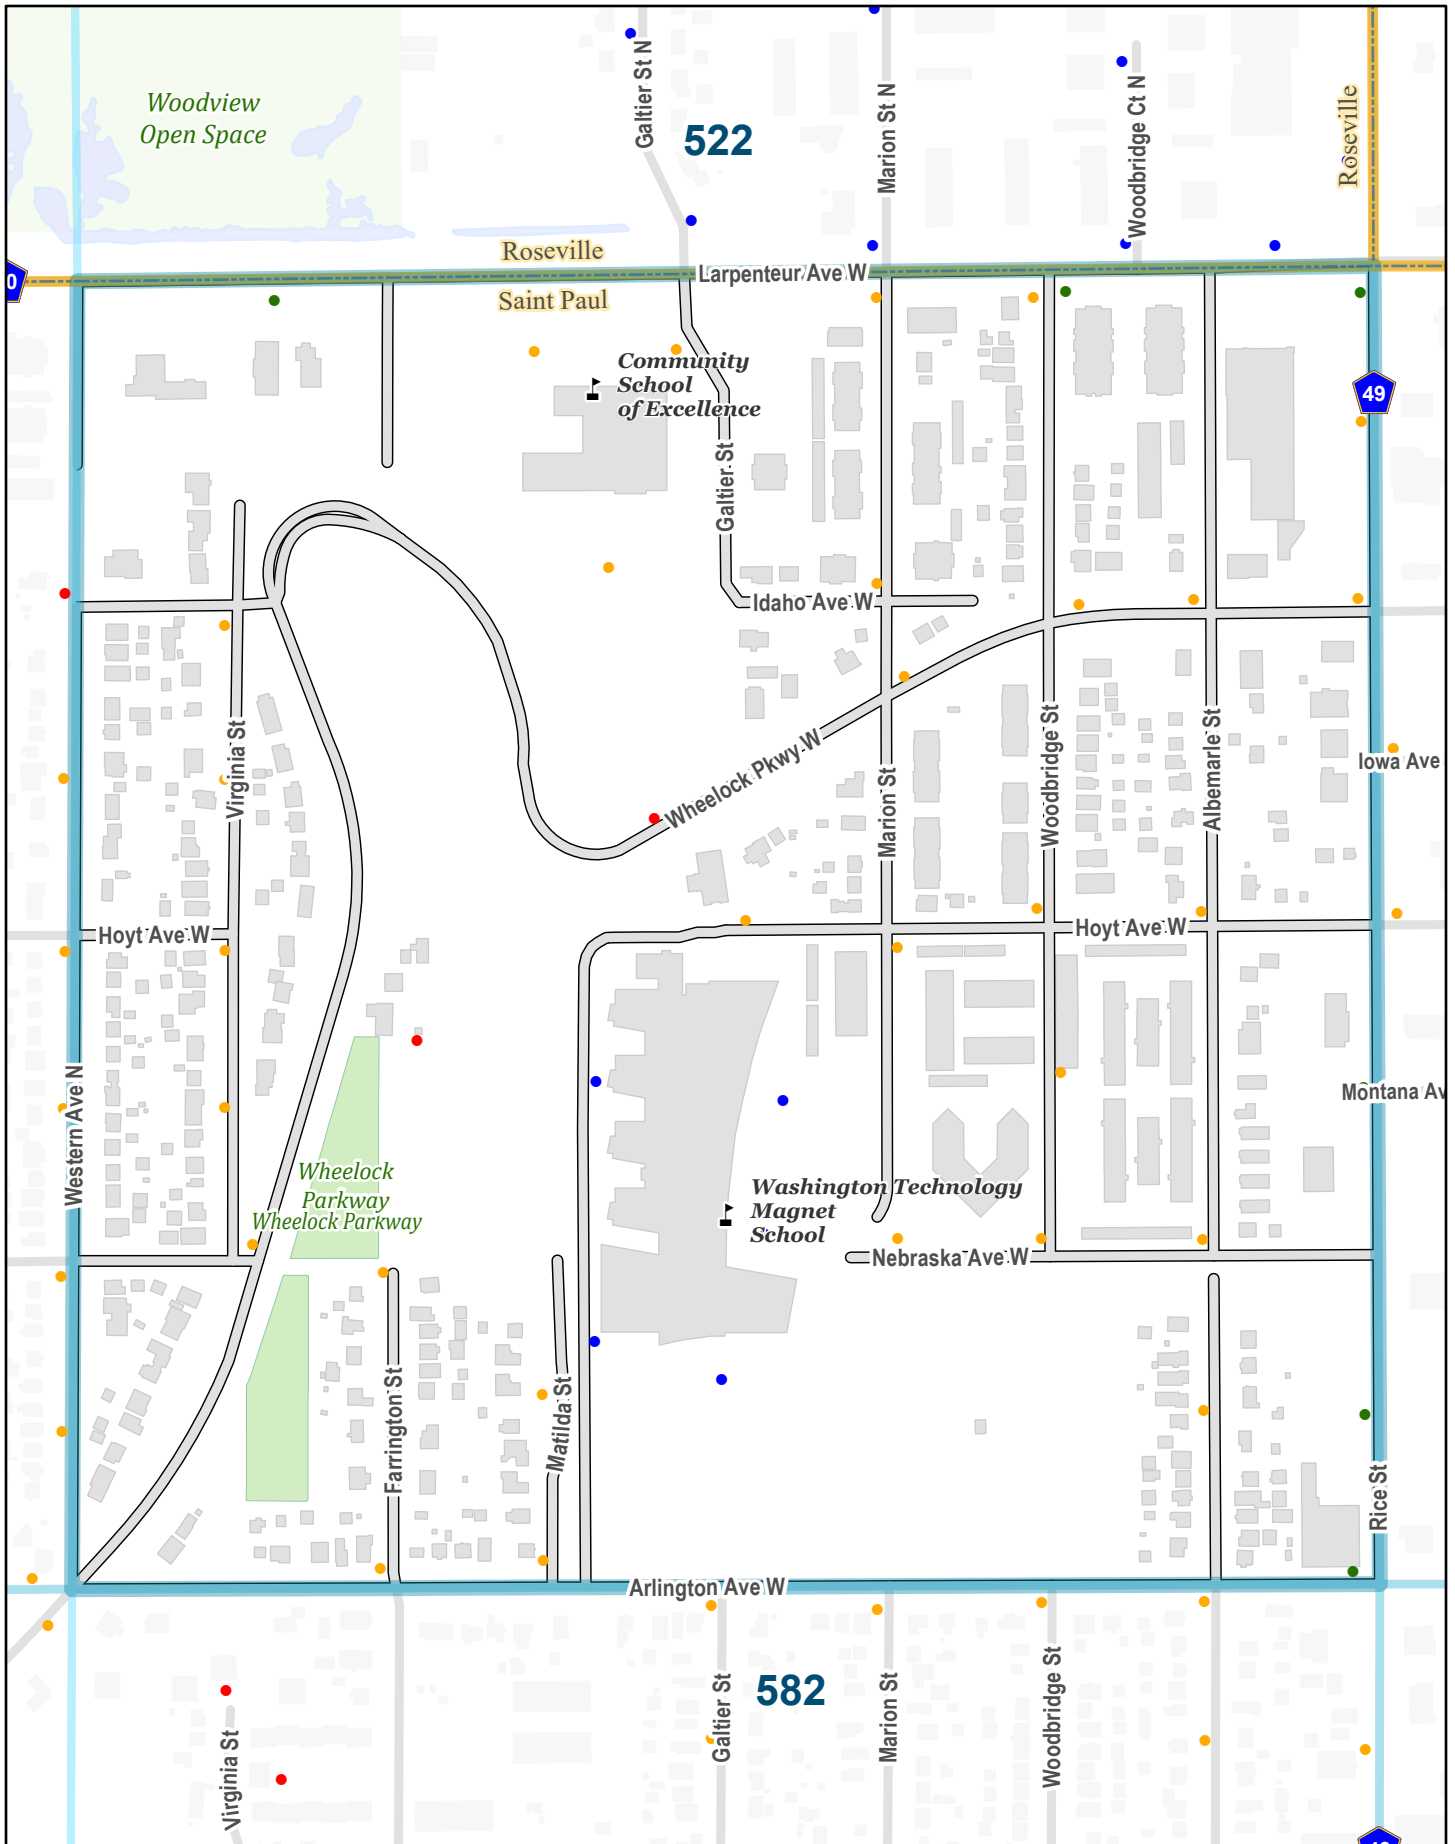 Woodview
Open Space
Galtier St N
522
Marion St N
Woodbridge Ct N
Roseville
Roseville
Larpenteur Ave W
Saint Paul
0
Community
School
of Excellence
49
Galtier St
Idaho Ave W
Virginia St
Wheelock Pkwy W
Marion St
Woodbridge St
Albemarle St
Iowa Ave
Hoyt Ave W
Hoyt Ave W
Western Ave N
Montana Av
Wheelock
Parkway
Wheelock Parkway
Washington Technology
Magnet
School
Nebraska Ave W
Farrington St
Matilda St
Rice St
Arlington Ave W
582
Virginia St
Galtier St
Marion St
Woodbridge St